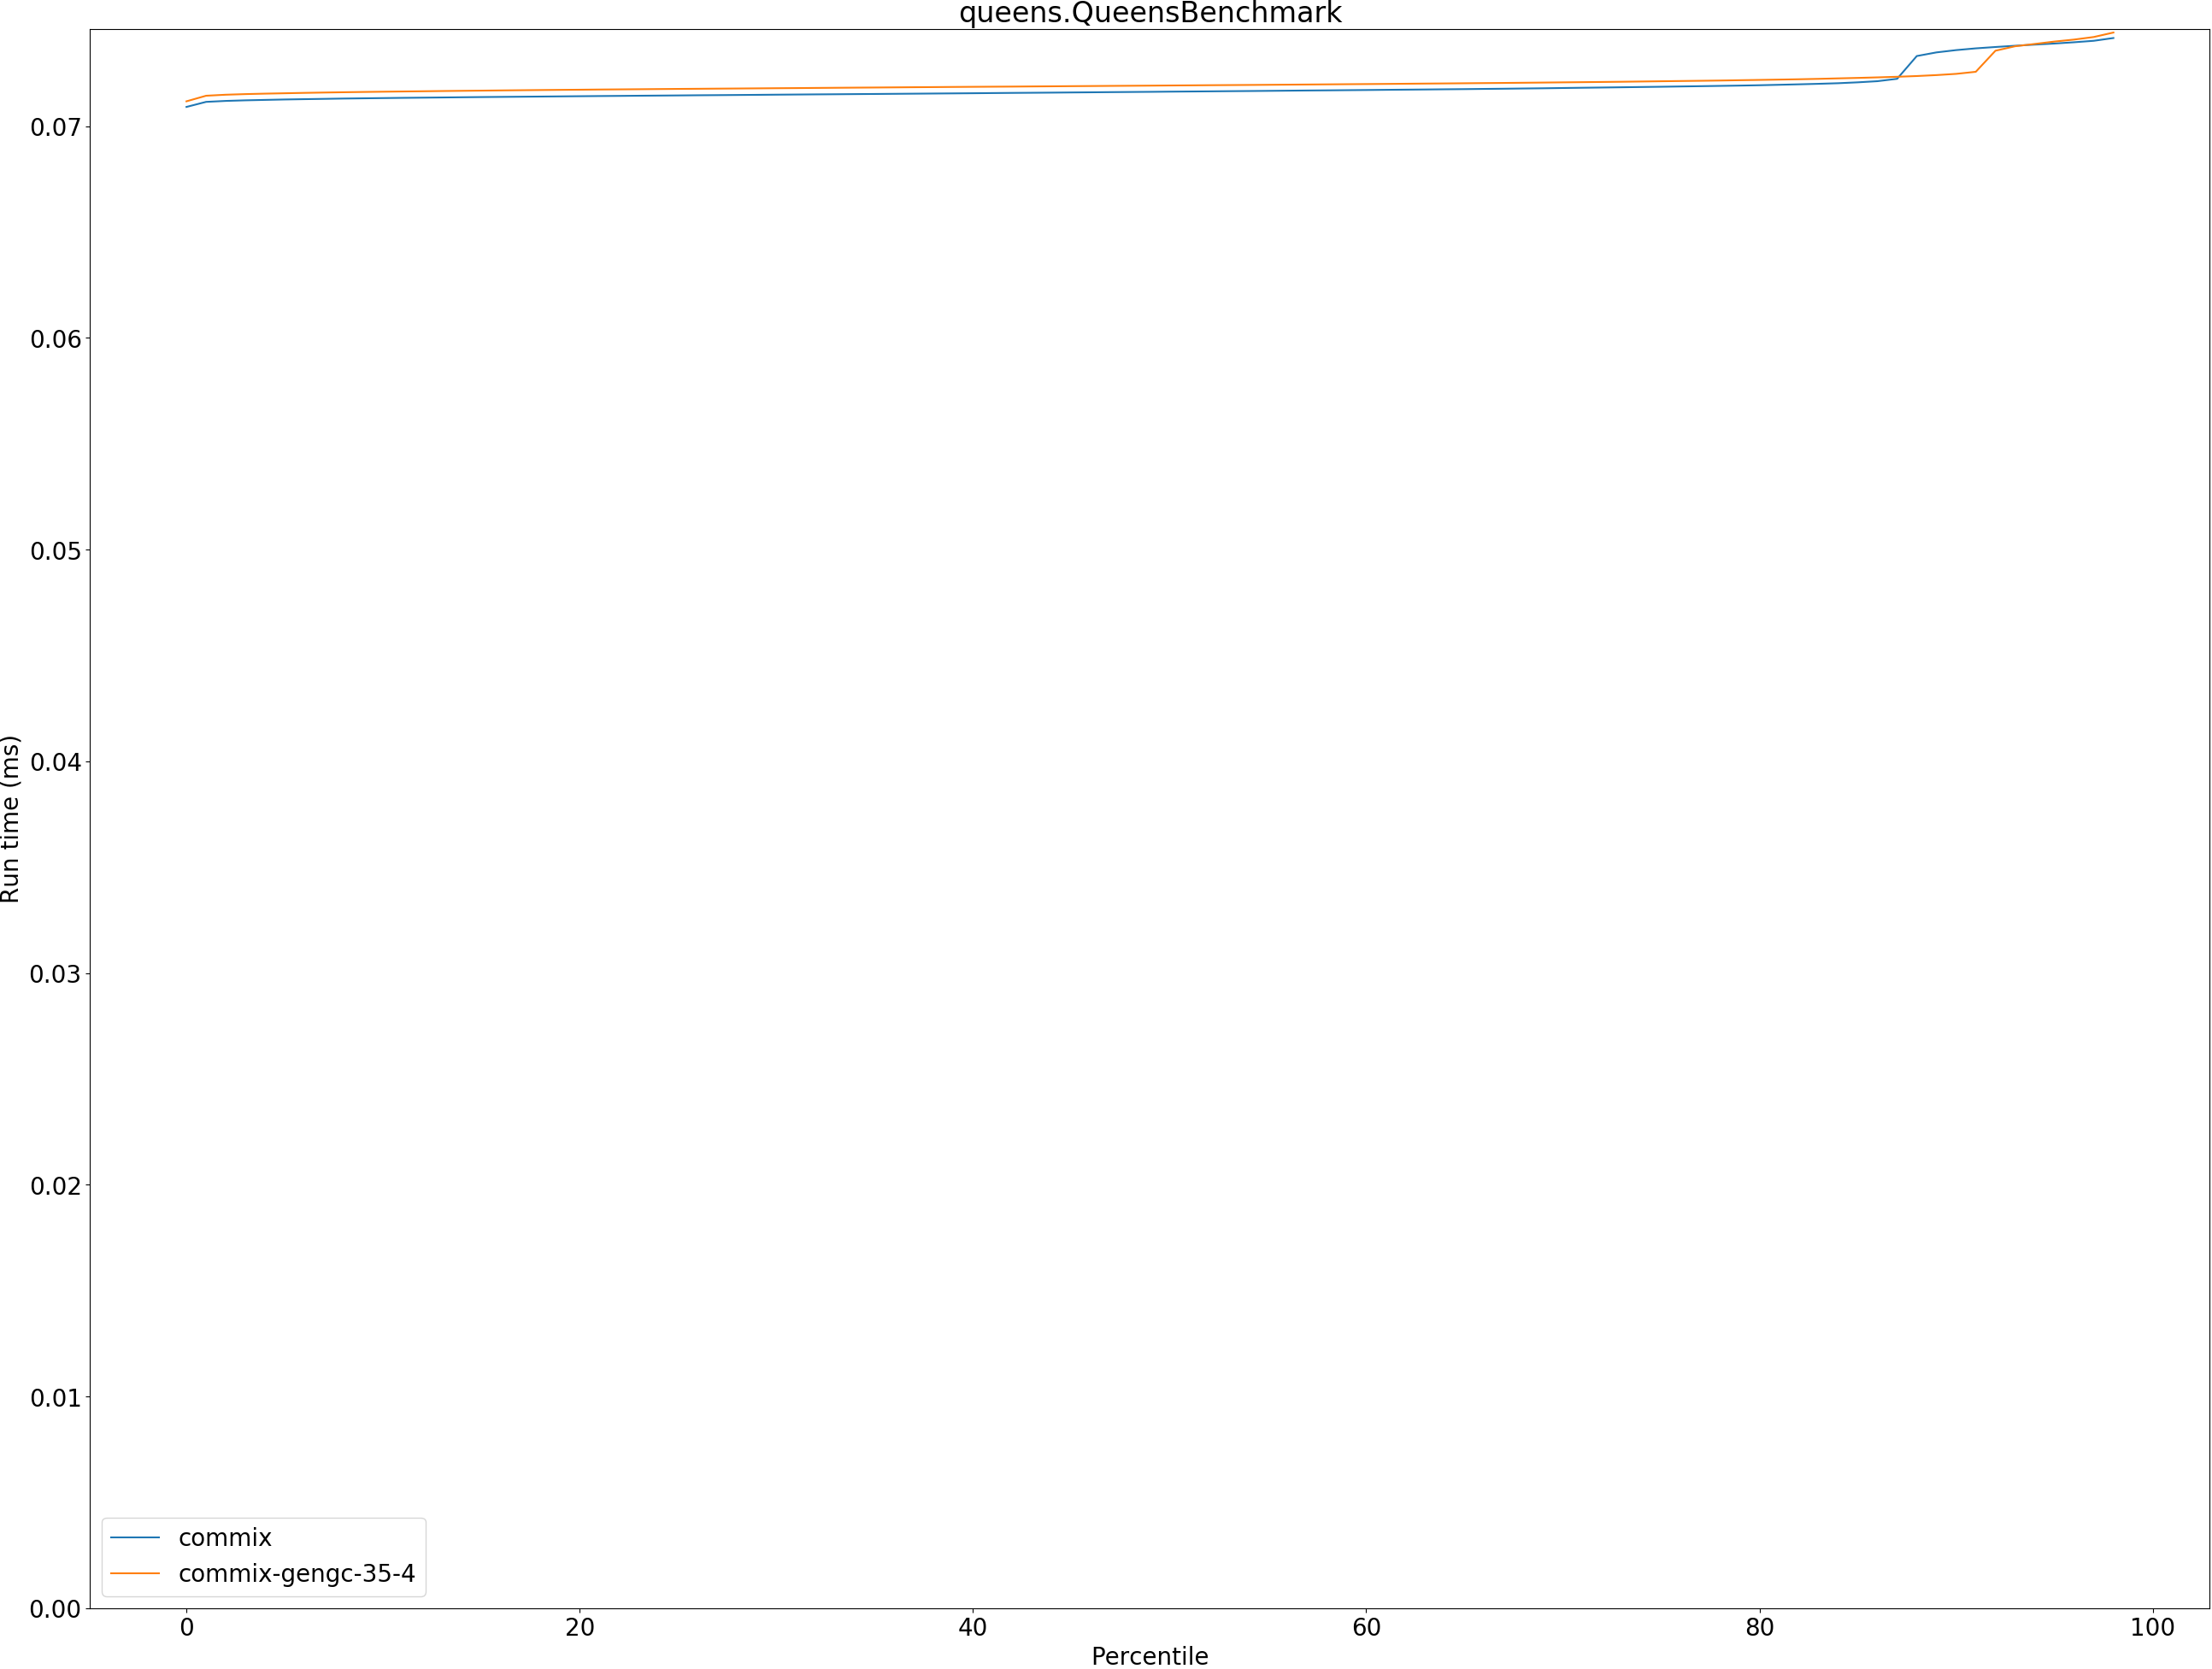 queens.QueensBenchmark
Run time (ms)
0.07
0.06
0.05
0.04
0.03
0.02
0.01
0.00
commix
commix-gengc-35-4
0 20 40 60 80 100
Percentile